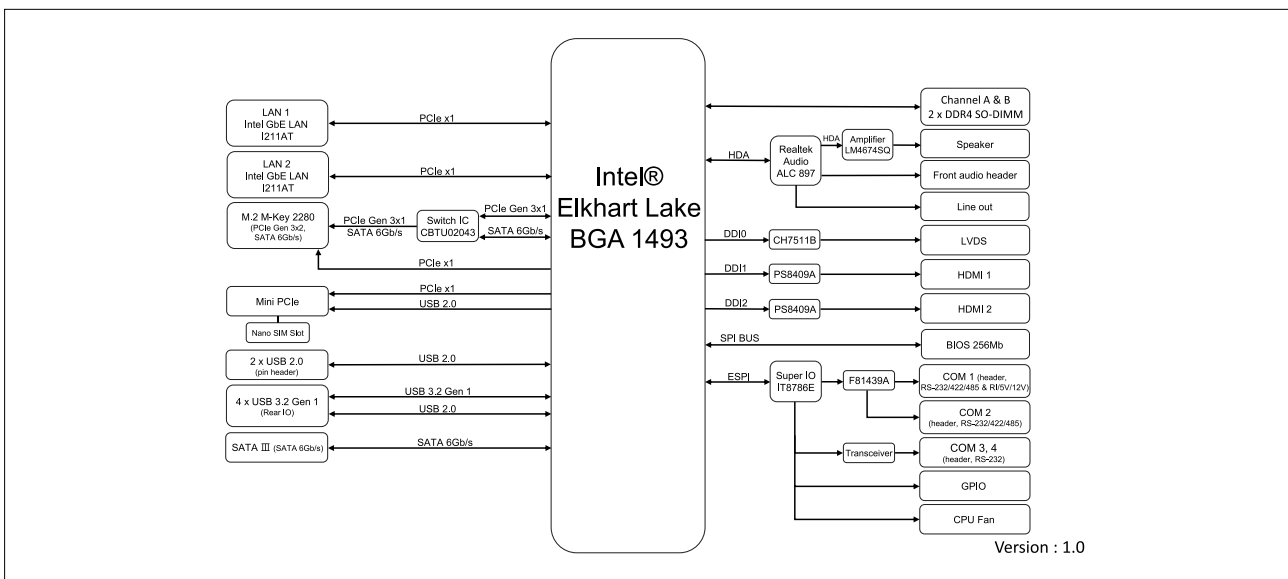 LAN 1
Intel GbE LAN
I211AT
PCIe x1
LAN 2
Intel GbE LAN
I211AT
PCIe x1
M.2 M-Key 2280
(PCIe Gen 3x2,
SATA 6Gb/s)
PCIe Gen 3x1
SATA 6Gb/s
Switch IC
CBTU02043
PCIe Gen 3x1
SATA 6Gb/s
PCIe x1
Mini PCIe
PCIe x1
USB 2.0
Nano SIM Slot
2 x USB 2.0
(pin header)
USB 2.0
4 x USB 3.2 Gen 1
(Rear IO)
USB 3.2 Gen 1
USB 2.0
SATA III (SATA 6Gb/s)
SATA 6Gb/s
Intel®
Elkhart Lake
BGA 1493
Channel A & B
2 x DDR4 SO-DIMM
HDA
Realtek
Audio
ALC 897
HDA
Amplifier
LM4674SQ
Speaker
Front audio header
Line out
DDI0
CH7511B
LVDS
DDI1
PS8409A
HDMI 1
DDI2
PS8409A
HDMI 2
SPI BUS
BIOS 256Mb
ESPI
Super IO
IT8786E
F81439A
COM 1 (header,
RS-232/422/485 & RI/5V/12V)
COM 2
(header, RS-232/422/485)
Transceiver
COM 3, 4
(header, RS-232)
GPIO
CPU Fan
Version : 1.0